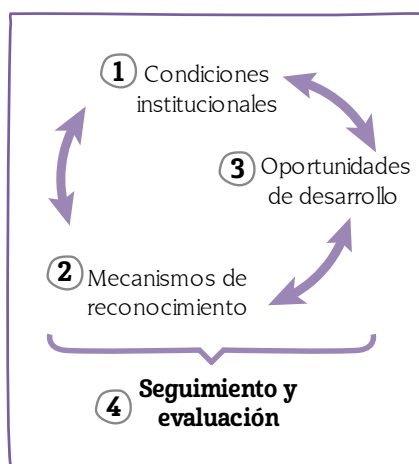 1 Condiciones
institucionales
3 Oportunidades
de desarrollo
2 Mecanismos de
reconocimiento
4 Seguimiento y
evaluación